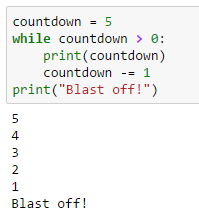 countdown = 5
while countdown > 0:
    print(countdown)
    countdown -= 1
print("Blast off!")
5
4
3
2
1
Blast off!